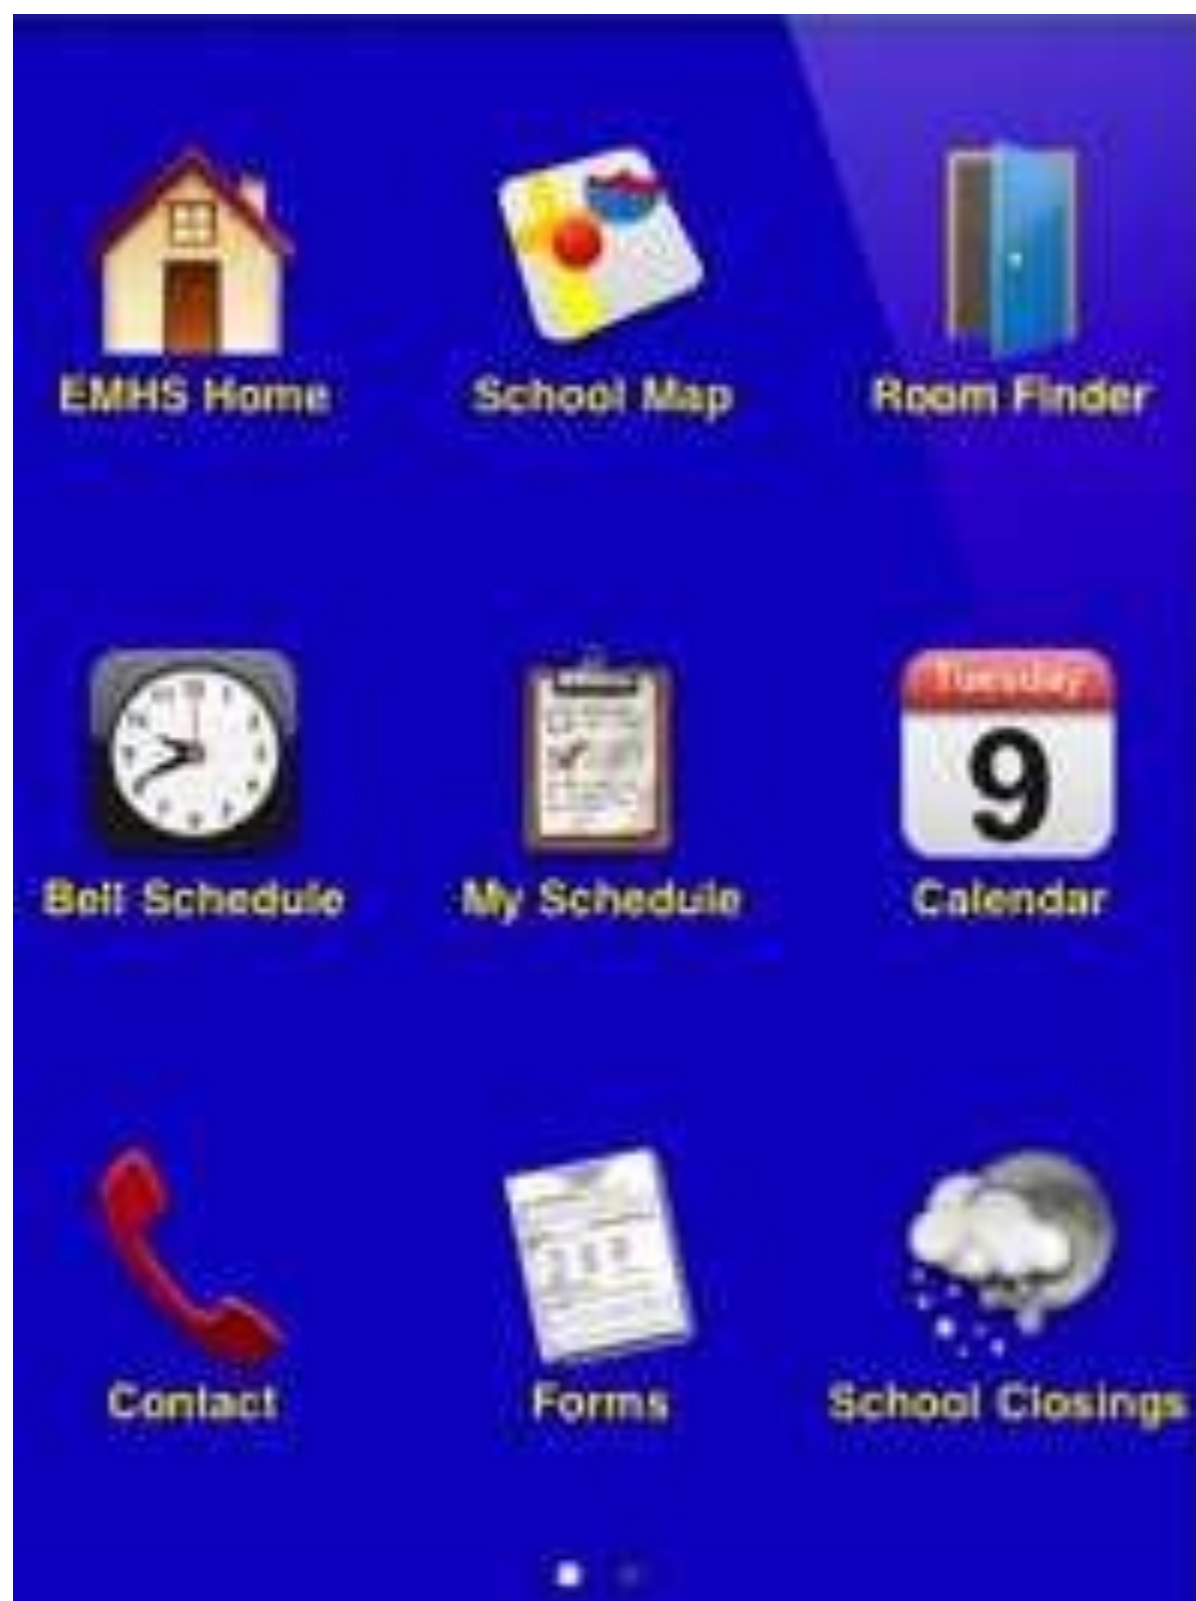 EMHS Home School Map Room Finder
Tuesday
9
Bell Schedule My Schedule Calendar
Contact Forms School Closings